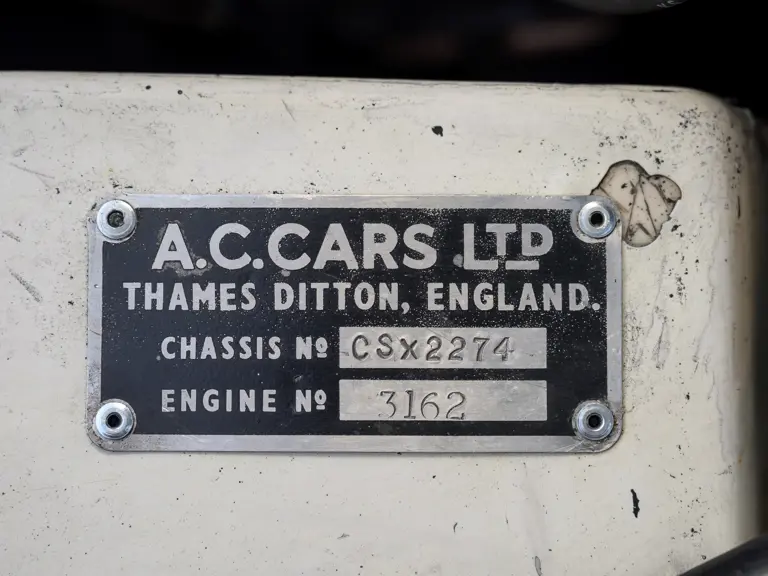 A.C.CARS LTD
THAMES DITTON, ENGLAND.
CHASSIS Nº CSX2274
ENGINE Nº 3162